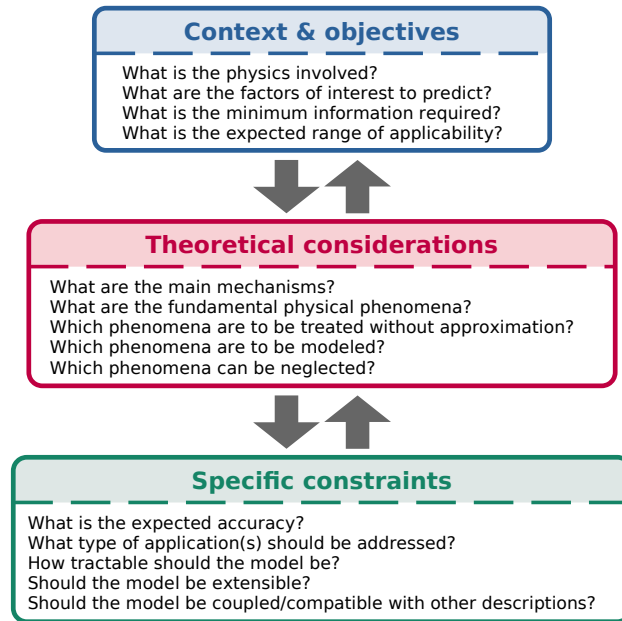 Context & objectives
What is the physics involved?
What are the factors of interest to predict?
What is the minimum information required?
What is the expected range of applicability?
Theoretical considerations
What are the main mechanisms?
What are the fundamental physical phenomena?
Which phenomena are to be treated without approximation?
Which phenomena are to be modeled?
Which phenomena can be neglected?
Specific constraints
What is the expected accuracy?
What type of application(s) should be addressed?
How tractable should the model be?
Should the model be extensible?
Should the model be coupled/compatible with other descriptions?